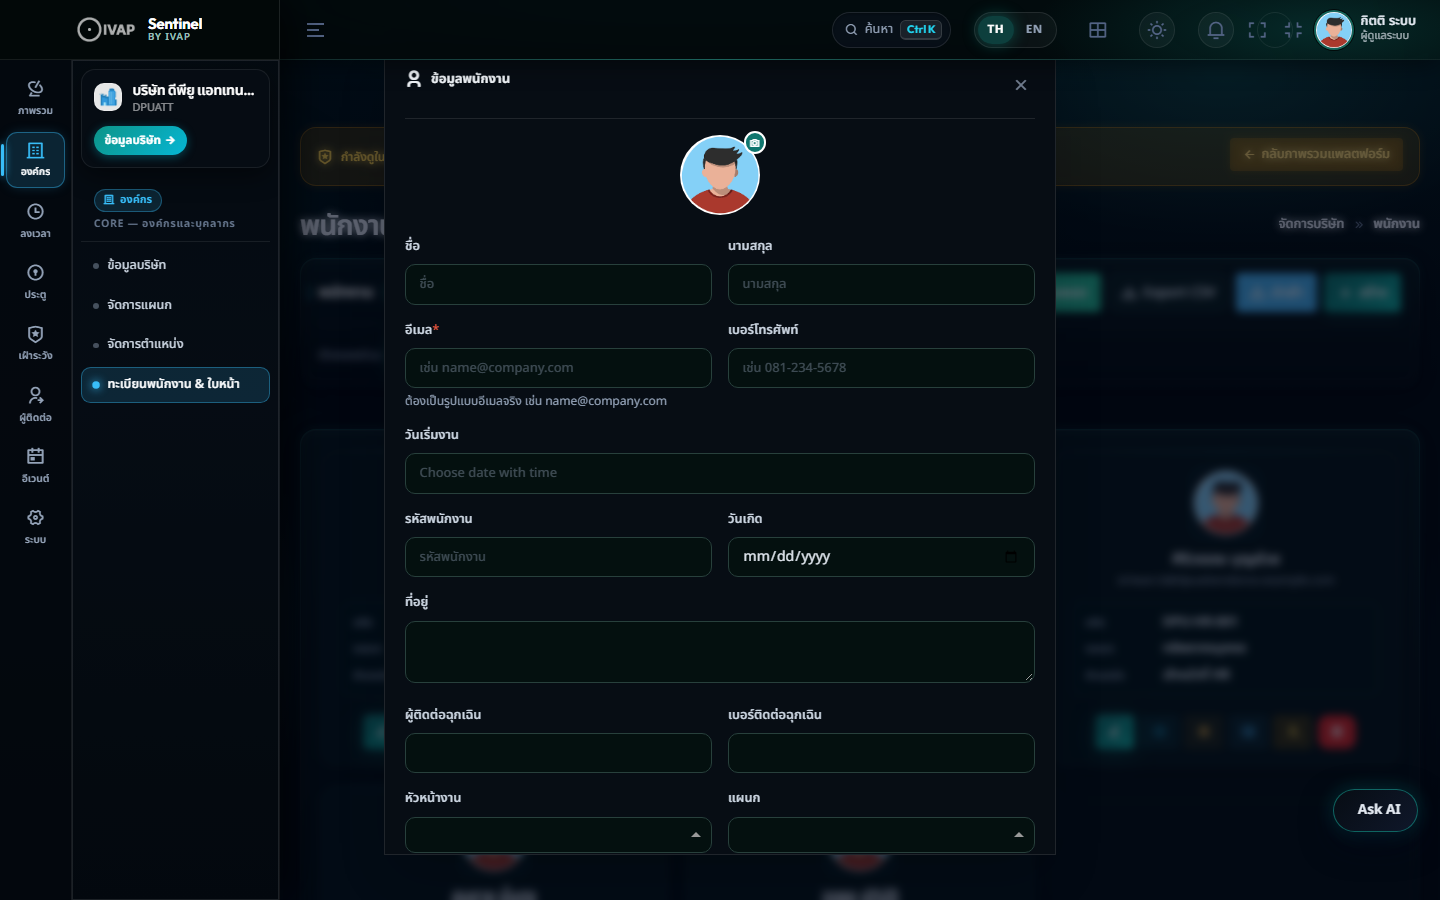 IVAP
Sentinel
BY IVAP
ค้นหา
Ctrl K
TH
EN
กิตติ ระบบ
ผู้ดูแลระบบ
ภาพรวม
องค์กร
ลงเวลา
ประตู
เฝ้าระวัง
ผู้ติดต่อ
อีเวนต์
ระบบ
บริษัท ดีพียู แอทเทน...
DPUATT
ข้อมูลบริษัท →
องค์กร
CORE — องค์กรและบุคลากร
ข้อมูลบริษัท
จัดการแผนก
จัดการตำแหน่ง
ทะเบียนพนักงาน & ใบหน้า
กำลังดูใน
← กลับภาพรวมแพลตฟอร์ม
พนักงาน
จัดการบริษัท » พนักงาน
ข้อมูลพนักงาน
ชื่อ
นามสกุล
ชื่อ
นามสกุล
อีเมล*
เบอร์โทรศัพท์
เช่น name@company.com
เช่น 081-234-5678
ต้องเป็นรูปแบบอีเมลจริง เช่น name@company.com
วันเริ่มงาน
Choose date with time
รหัสพนักงาน
วันเกิด
รหัสพนักงาน
mm/dd/yyyy
ที่อยู่
ผู้ติดต่อฉุกเฉิน
เบอร์ติดต่อฉุกเฉิน
หัวหน้างาน
แผนก
Ask AI